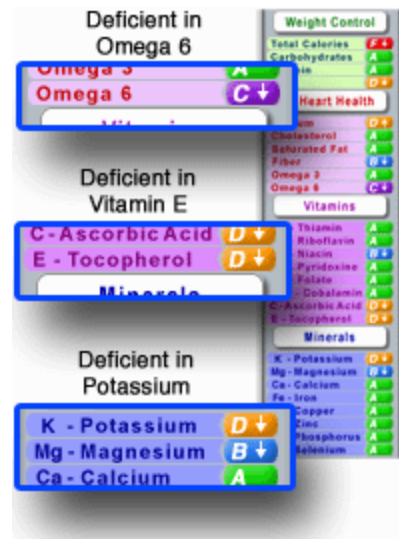 Deficient in
Omega 6
Omega 3 A
Omega 6 C
Vitamins
Deficient in
Vitamin E
C - Ascorbic Acid D
E - Tocopherol D
Minerals
Deficient in
Potassium
K - Potassium D
Mg - Magnesium B
Ca - Calcium A
Weight Control
Total Calories F
Carbohydrates A
A
D
Heart Health
D
Cholesterol A
Saturated Fat A
Fiber B
Omega 3 A
Omega 6 C
Vitamins
Thiamin A
Riboflavin A
Niacin B
Pyridoxine A
Folate A
Cobalamin A
C - Ascorbic Acid D
E - Tocopherol D
Minerals
K - Potassium D
Mg - Magnesium B
Ca - Calcium A
Fe - Iron A
Copper A
Zinc A
Phosphorus A
Selenium A